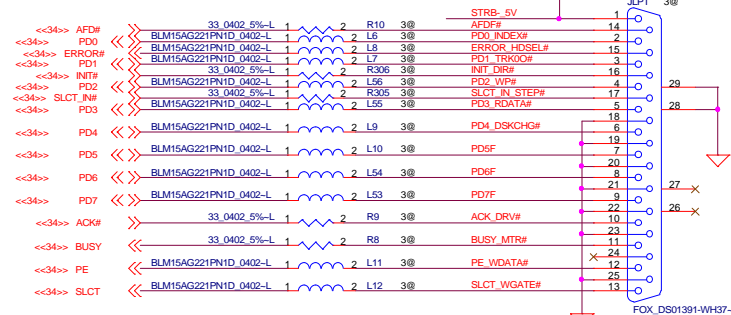 JLP1 3@
STRB-_5V 1
<<34>> AFD# 33_0402_5%-L 1 2 R10 3@ AFDF# 14
<<34>> PD0 BLM15AG221PN1D_0402-L 1 2 L6 3@ PD0_INDEX# 2
<<34>> ERROR# BLM15AG221PN1D_0402-L 1 2 L8 3@ ERROR_HDSEL# 15
<<34>> PD1 BLM15AG221PN1D_0402-L 1 2 L7 3@ PD1_TRK0O# 3
<<34>> INIT# 33_0402_5%-L 1 2 R306 3@ INIT_DIR# 16
<<34>> PD2 BLM15AG221PN1D_0402-L 1 2 L56 3@ PD2_WP# 4 29
<<34>> SLCT_IN# 33_0402_5%-L 1 2 R305 3@ SLCT_IN_STEP# 17
<<34>> PD3 BLM15AG221PN1D_0402-L 1 2 L55 3@ PD3_RDATA# 5 28
18
<<34>> PD4 BLM15AG221PN1D_0402-L 1 2 L9 3@ PD4_DSKCHG# 6
19
<<34>> PD5 BLM15AG221PN1D_0402-L 1 2 L10 3@ PD5F 7
20
<<34>> PD6 BLM15AG221PN1D_0402-L 1 2 L54 3@ PD6F 8
21 27
<<34>> PD7 BLM15AG221PN1D_0402-L 1 2 L53 3@ PD7F 9
22 26
<<34>> ACK# 33_0402_5%-L 1 2 R9 3@ ACK_DRV# 10
23
<<34>> BUSY 33_0402_5%-L 1 2 R8 3@ BUSY_MTR# 11
24
<<34>> PE BLM15AG221PN1D_0402-L 1 2 L11 3@ PE_WDATA# 12
25
<<34>> SLCT BLM15AG221PN1D_0402-L 1 2 L12 3@ SLCT_WGATE# 13
FOX_DS01391-WH37-